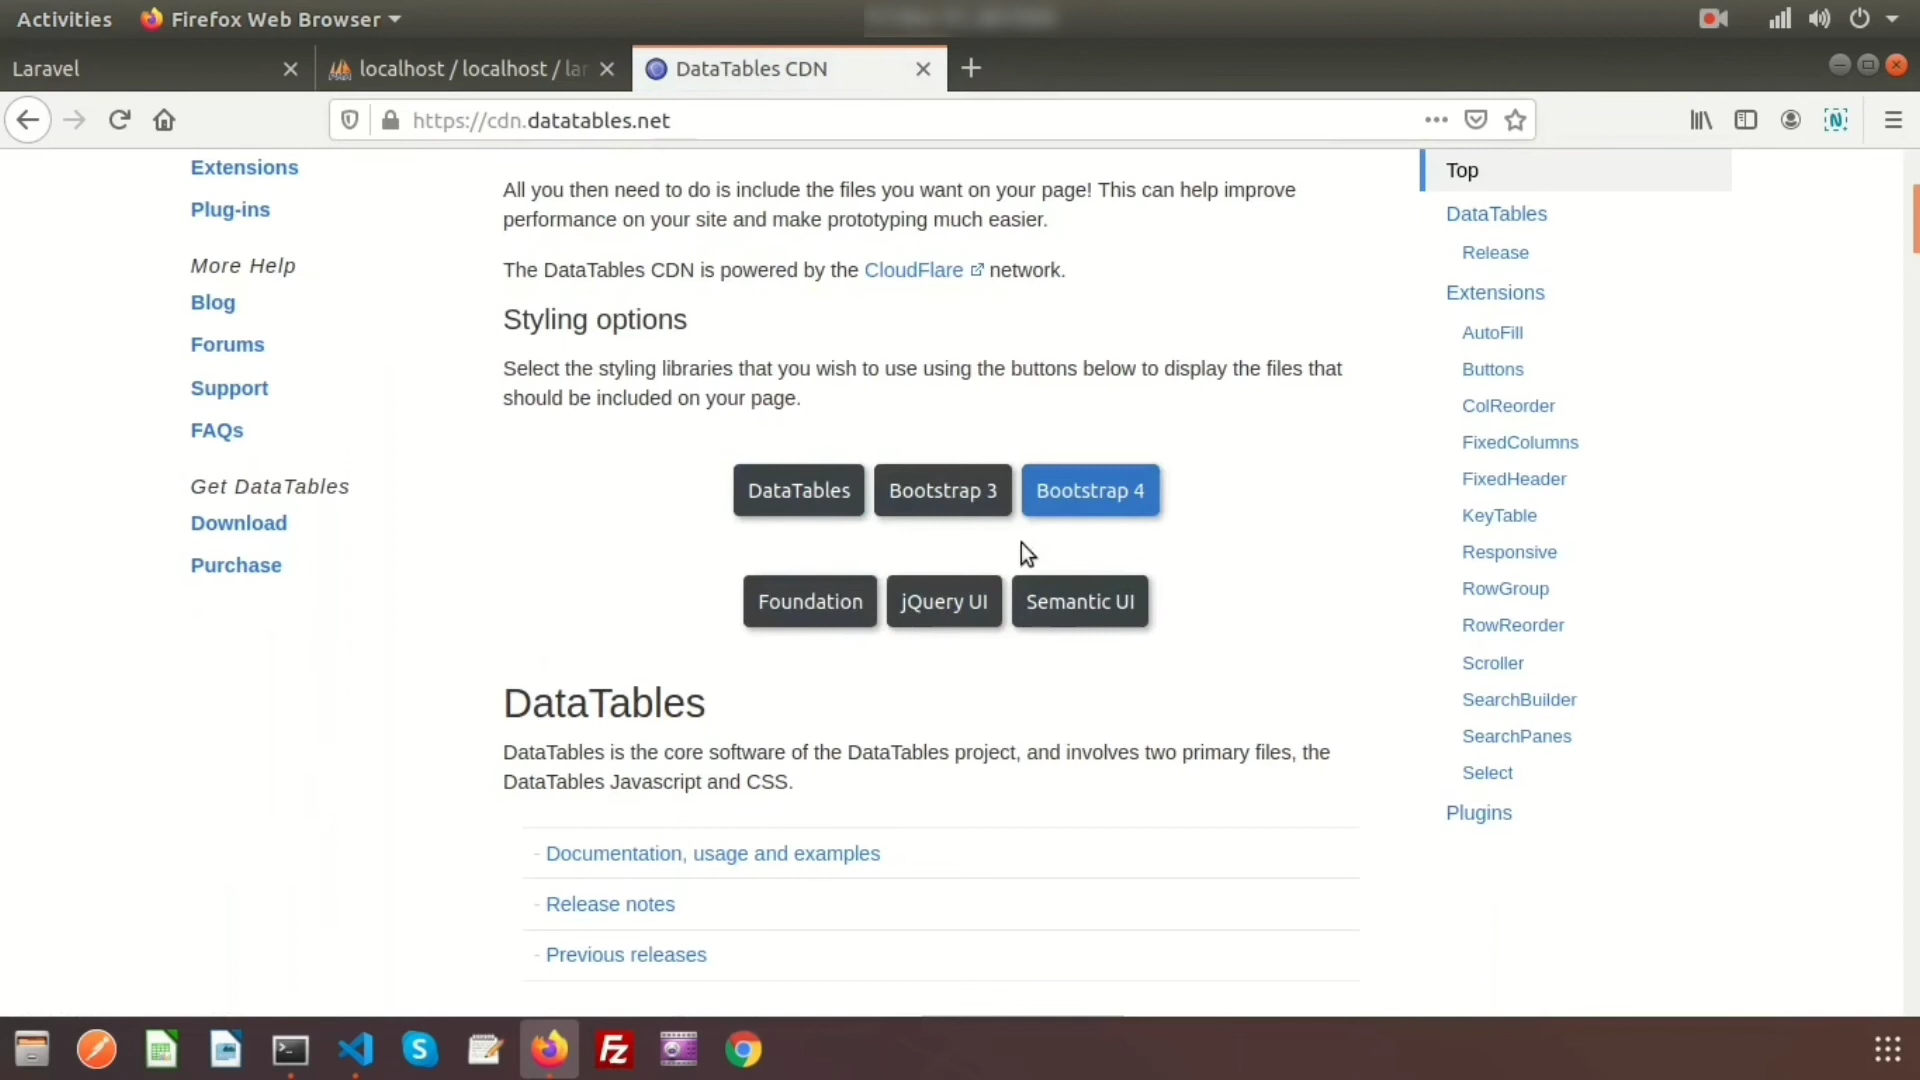 Activities
Firefox Web Browser
Laravel
localhost / localhost / lar
DataTables CDN
https://cdn.datatables.net
Extensions
Plug-ins
More Help
Blog
Forums
Support
FAQs
Get DataTables
Download
Purchase
All you then need to do is include the files you want on your page! This can help improve
performance on your site and make prototyping much easier.
The DataTables CDN is powered by the CloudFlare network.
Styling options
Select the styling libraries that you wish to use using the buttons below to display the files that
should be included on your page.
DataTables
Bootstrap 3
Bootstrap 4
Foundation
jQuery UI
Semantic UI
DataTables
DataTables is the core software of the DataTables project, and involves two primary files, the
DataTables Javascript and CSS.
- Documentation, usage and examples
- Release notes
- Previous releases
Top
DataTables
Release
Extensions
AutoFill
Buttons
ColReorder
FixedColumns
FixedHeader
KeyTable
Responsive
RowGroup
RowReorder
Scroller
SearchBuilder
SearchPanes
Select
Plugins